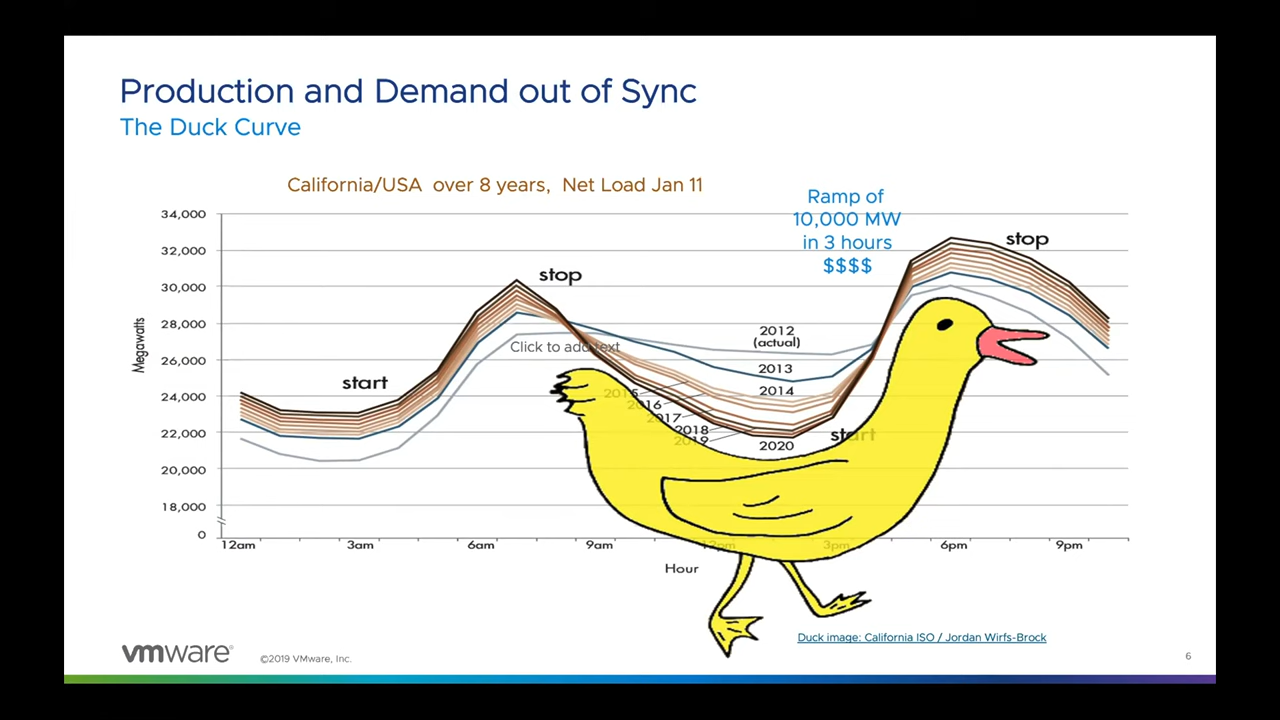 Production and Demand out of Sync
The Duck Curve
California/USA over 8 years, Net Load Jan 11
Ramp of
10,000 MW
in 3 hours
$$$$
34,000
32,000
30,000
28,000
26,000
24,000
22,000
20,000
18,000
0
Megawatts
start
stop
Click to add text
2012
(actual)
2013
2014
2015
2016
2017
2018
2019
2020
start
stop
12am
3am
6am
9am
12pm
3pm
6pm
9pm
Hour
Duck image: California ISO / Jordan Wirfs-Brock
vmware®
©2019 VMware, Inc.
6